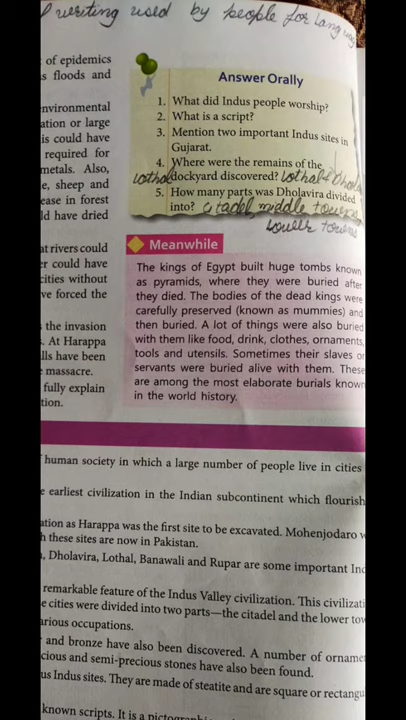 writing used by people for
of epidemics
s floods and
nvironmental
ation or large
is could have
required for
metals. Also,
e, sheep and
ease in forest
ld have dried
at rivers could
er could have
cities without
ve forced the
the invasion
. At Harappa
lls have been
massacre.
fully explain
tion.
Answer Orally
1. What did Indus people worship?
2. What is a script?
3. Mention two important Indus sites in
Gujarat.
4. Where were the remains of the
lothal dockyard discovered? Lothal
5. How many parts was Dholavira divided
into? citadel middle town
Meanwhile
The kings of Egypt built huge tombs known
as pyramids, where they were buried after
they died. The bodies of the dead kings were
carefully preserved (known as mummies) and
then buried. A lot of things were also buried
with them like food, drink, clothes, ornaments,
tools and utensils. Sometimes their slaves or
servants were buried alive with them. These
are among the most elaborate burials known
in the world history.
human society in which a large number of people live in cities
e earliest civilization in the Indian subcontinent which flourish
ation as Harappa was the first site to be excavated. Mohenjodaro
h these sites are now in Pakistan.
, Dholavira, Lothal, Banawali and Rupar are some important Ind
remarkable feature of the Indus Valley civilization. This civilizati
e cities were divided into two parts—the citadel and the lower tow
arious occupations.
and bronze have also been discovered. A number of orname
cious and semi-precious stones have also been found.
us Indus sites. They are made of steatite and are square or rectangu
known scripts. It is a pictogra